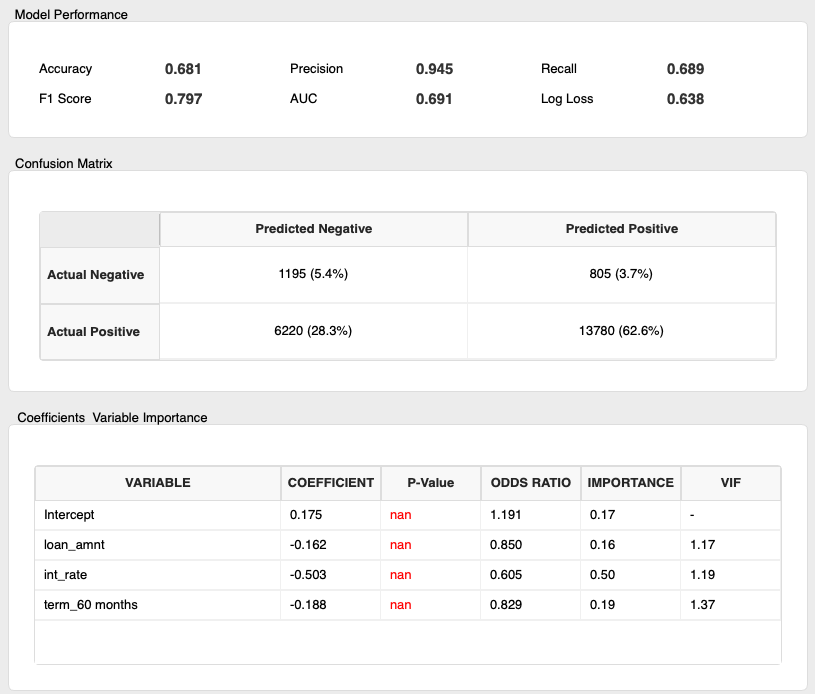 Model Performance
Accuracy 0.681 Precision 0.945 Recall 0.689
F1 Score 0.797 AUC 0.691 Log Loss 0.638
Confusion Matrix
Predicted Negative Predicted Positive
Actual Negative 1195 (5.4%) 805 (3.7%)
Actual Positive 6220 (28.3%) 13780 (62.6%)
Coefficients Variable Importance
VARIABLE COEFFICIENT P-Value ODDS RATIO IMPORTANCE VIF
Intercept 0.175 nan 1.191 0.17 -
loan_amnt -0.162 nan 0.850 0.16 1.17
int_rate -0.503 nan 0.605 0.50 1.19
term_60 months -0.188 nan 0.829 0.19 1.37